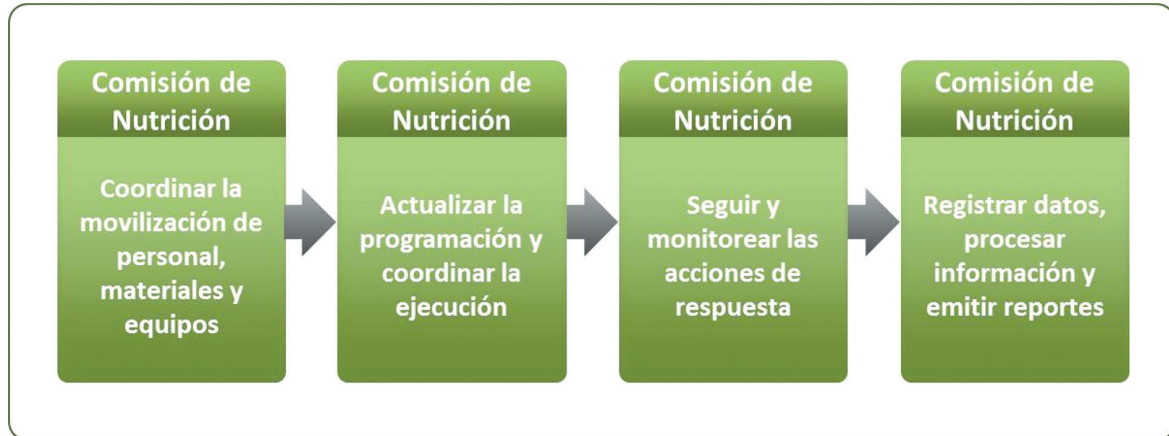 Comisión de
Nutrición
Coordinar la
movilización de
personal,
materiales y
equipos
Comisión de
Nutrición
Actualizar la
programación y
coordinar la
ejecución
Comisión de
Nutrición
Seguir y
monitorear las
acciones de
respuesta
Comisión de
Nutrición
Registrar datos,
procesar
información y
emitir reportes